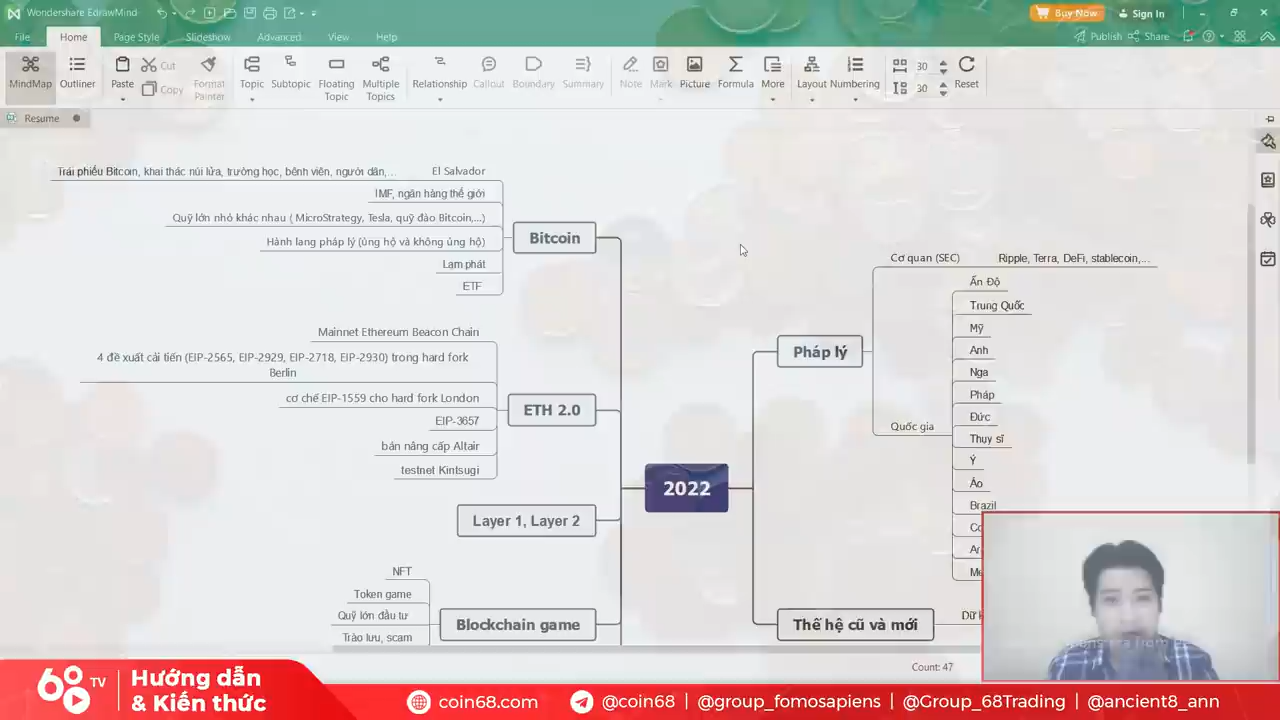 Wondershare EdrawMind
Buy Now
Sign In
File
Home
Page Style
Slideshow
Advanced
View
Help
Publish
Share
MindMap
Outliner
Paste
Cut
Copy
Format Painter
Topic
Subtopic
Floating Topic
Multiple Topics
Relationship
Callout
Boundary
Summary
Note
Mark
Picture
Formula
More
Layout
Numbering
30
30
Reset
Resume
Trái phiếu Bitcoin, khai thác núi lửa, trường học, bệnh viện, người dân,...
El Salvador
IMF, ngân hàng thế giới
Quỹ lớn nhỏ khác nhau ( MicroStrategy, Tesla, quỹ đào Bitcoin,...)
Hành lang pháp lý (ủng hộ và không ủng hộ)
Lạm phát
ETF
Bitcoin
Mainnet Ethereum Beacon Chain
4 đề xuất cải tiến (EIP-2565, EIP-2929, EIP-2718, EIP-2930) trong hard fork
Berlin
cơ chế EIP-1559 cho hard fork London
EIP-3657
bản nâng cấp Altair
testnet Kintsugi
ETH 2.0
Layer 1, Layer 2
NFT
Token game
Quỹ lớn đầu tư
Trào lưu, scam
Blockchain game
2022
Pháp lý
Cơ quan (SEC)
Ripple, Terra, DeFi, stablecoin,...
Quốc gia
Ấn Độ
Trung Quốc
Mỹ
Anh
Nga
Pháp
Đức
Thụy sĩ
Ý
Áo
Brazil
Thế hệ cũ và mới
Count: 47
68 TV
Hướng dẫn
& Kiến thức
coin68.com
@coin68 | @group_fomosapiens | @Group_68Trading | @ancient8_ann